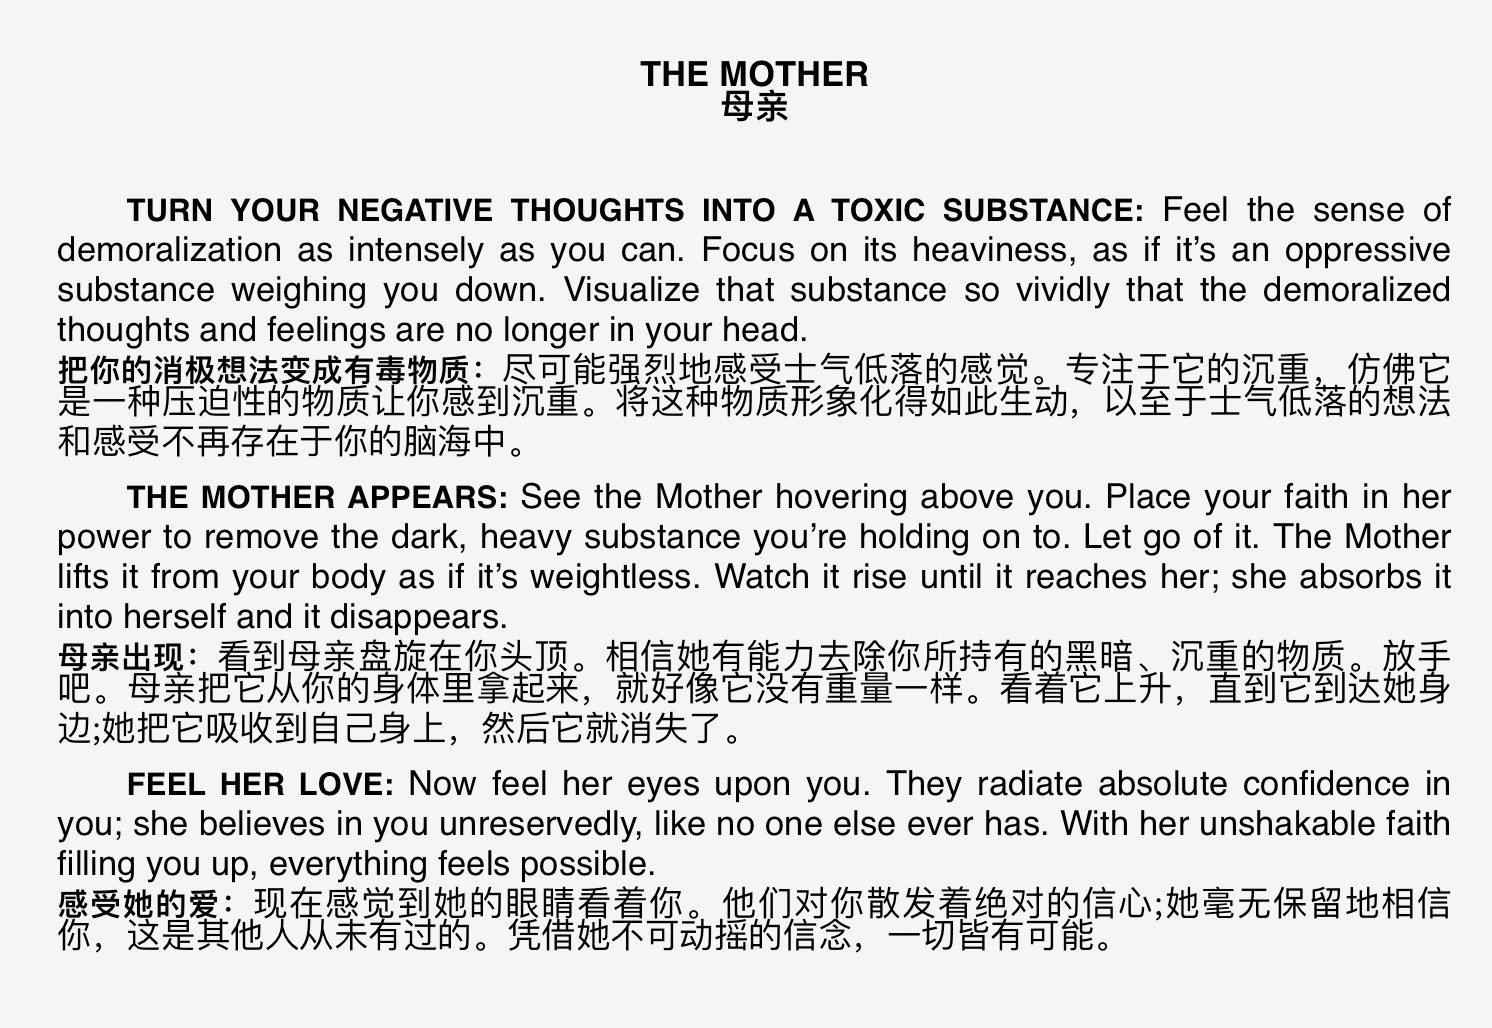 THE MOTHER
母亲
TURN YOUR NEGATIVE THOUGHTS INTO A TOXIC SUBSTANCE: Feel the sense of
demoralization as intensely as you can. Focus on its heaviness, as if it’s an oppressive
substance weighing you down. Visualize that substance so vividly that the demoralized
thoughts and feelings are no longer in your head.
把你的消极想法变成有毒物质：尽可能强烈地感受士气低落的感觉。专注于它的沉重，仿佛它
是一种压迫性的物质让你感到沉重。将这种物质形象化得如此生动，以至于士气低落的想法
和感受不再存在于你的脑海中。
THE MOTHER APPEARS: See the Mother hovering above you. Place your faith in her
power to remove the dark, heavy substance you’re holding on to. Let go of it. The Mother
lifts it from your body as if it’s weightless. Watch it rise until it reaches her; she absorbs it
into herself and it disappears.
母亲出现：看到母亲盘旋在你头顶。相信她有能力去除你所持有的黑暗、沉重的物质。放手
吧。母亲把它从你的身体里拿起来，就好像它没有重量一样。看着它上升，直到它到达她身
边;她把它吸收到自己身上，然后它就消失了。
FEEL HER LOVE: Now feel her eyes upon you. They radiate absolute confidence in
you; she believes in you unreservedly, like no one else ever has. With her unshakable faith
filling you up, everything feels possible.
感受她的爱：现在感觉到她的眼睛看着你。他们对你散发着绝对的信心;她毫无保留地相信
你，这是其他人从未有过的。凭借她不可动摇的信念，一切皆有可能。